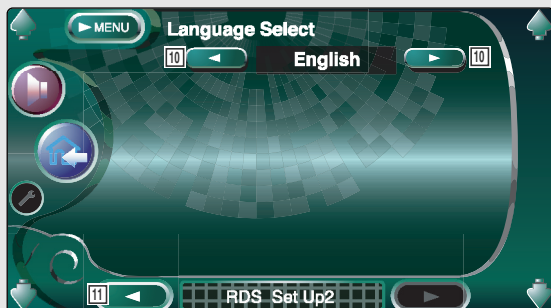 ►MENU Language Select
10 ◄ English ► 10
11 ◄ RDS Set Up2 ►